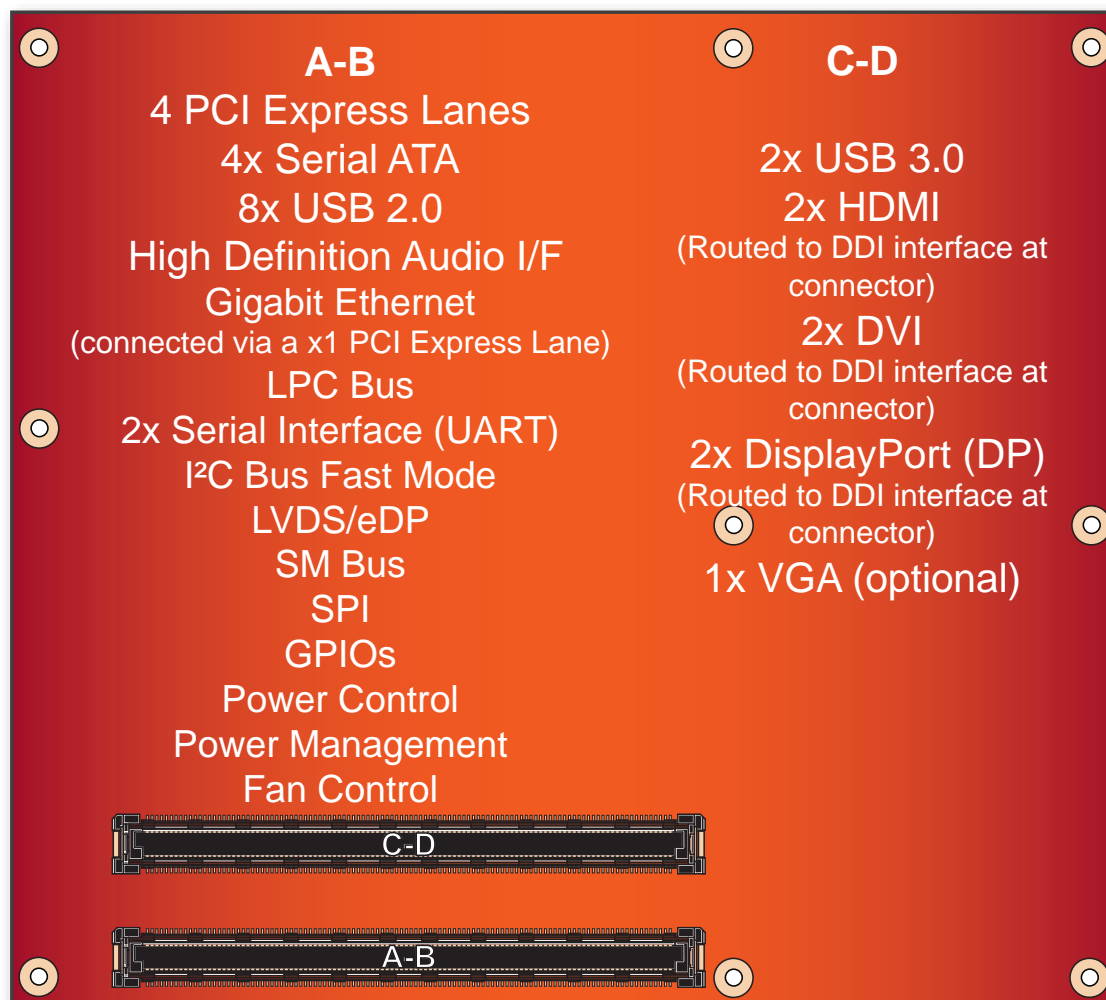 A-B
4 PCI Express Lanes
4x Serial ATA
8x USB 2.0
High Definition Audio I/F
Gigabit Ethernet
(connected via a x1 PCI Express Lane)
LPC Bus
2x Serial Interface (UART)
I²C Bus Fast Mode
LVDS/eDP
SM Bus
SPI
GPIOs
Power Control
Power Management
Fan Control
C-D
2x USB 3.0
2x HDMI
(Routed to DDI interface at
connector)
2x DVI
(Routed to DDI interface at
connector)
2x DisplayPort (DP)
(Routed to DDI interface at
connector)
1x VGA (optional)
C-D
A-B